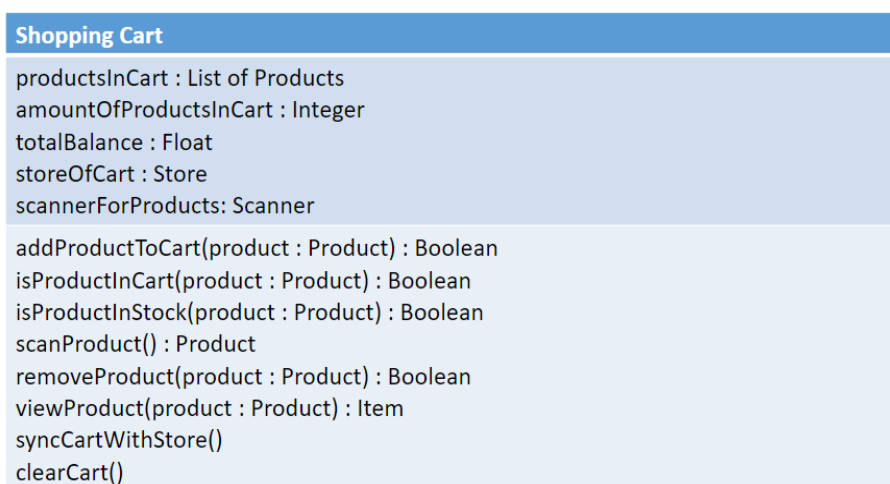 Shopping Cart
productsInCart : List of Products
amountOfProductsInCart : Integer
totalBalance : Float
storeOfCart : Store
scannerForProducts: Scanner
addProductToCart(product : Product) : Boolean
isProductInCart(product : Product) : Boolean
isProductInStock(product : Product) : Boolean
scanProduct() : Product
removeProduct(product : Product) : Boolean
viewProduct(product : Product) : Item
syncCartWithStore()
clearCart()